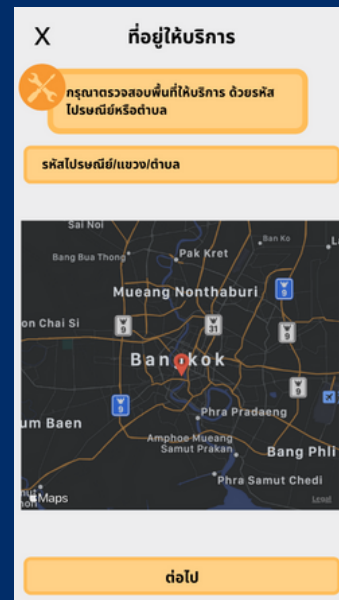 X ที่อยู่ให้บริการ
กรุณาตรวจสอบพื้นที่ให้บริการ ด้วยรหัส
ไปรษณีย์หรือตำบล
รหัสไปรษณีย์/แขวง/ตำบล
Sai Noi
Ban Ko
Bang Bua Thong
Pak Kret
Mueang Nonthaburi
9
on Chai Si
9
31
9
Bangkok
9
9
Phra Pradaeng
um Baen
Amphoe Mueang
Samut Prakan
Bang Phli
Phra Samut Chedi
Maps
Legal
ต่อไป